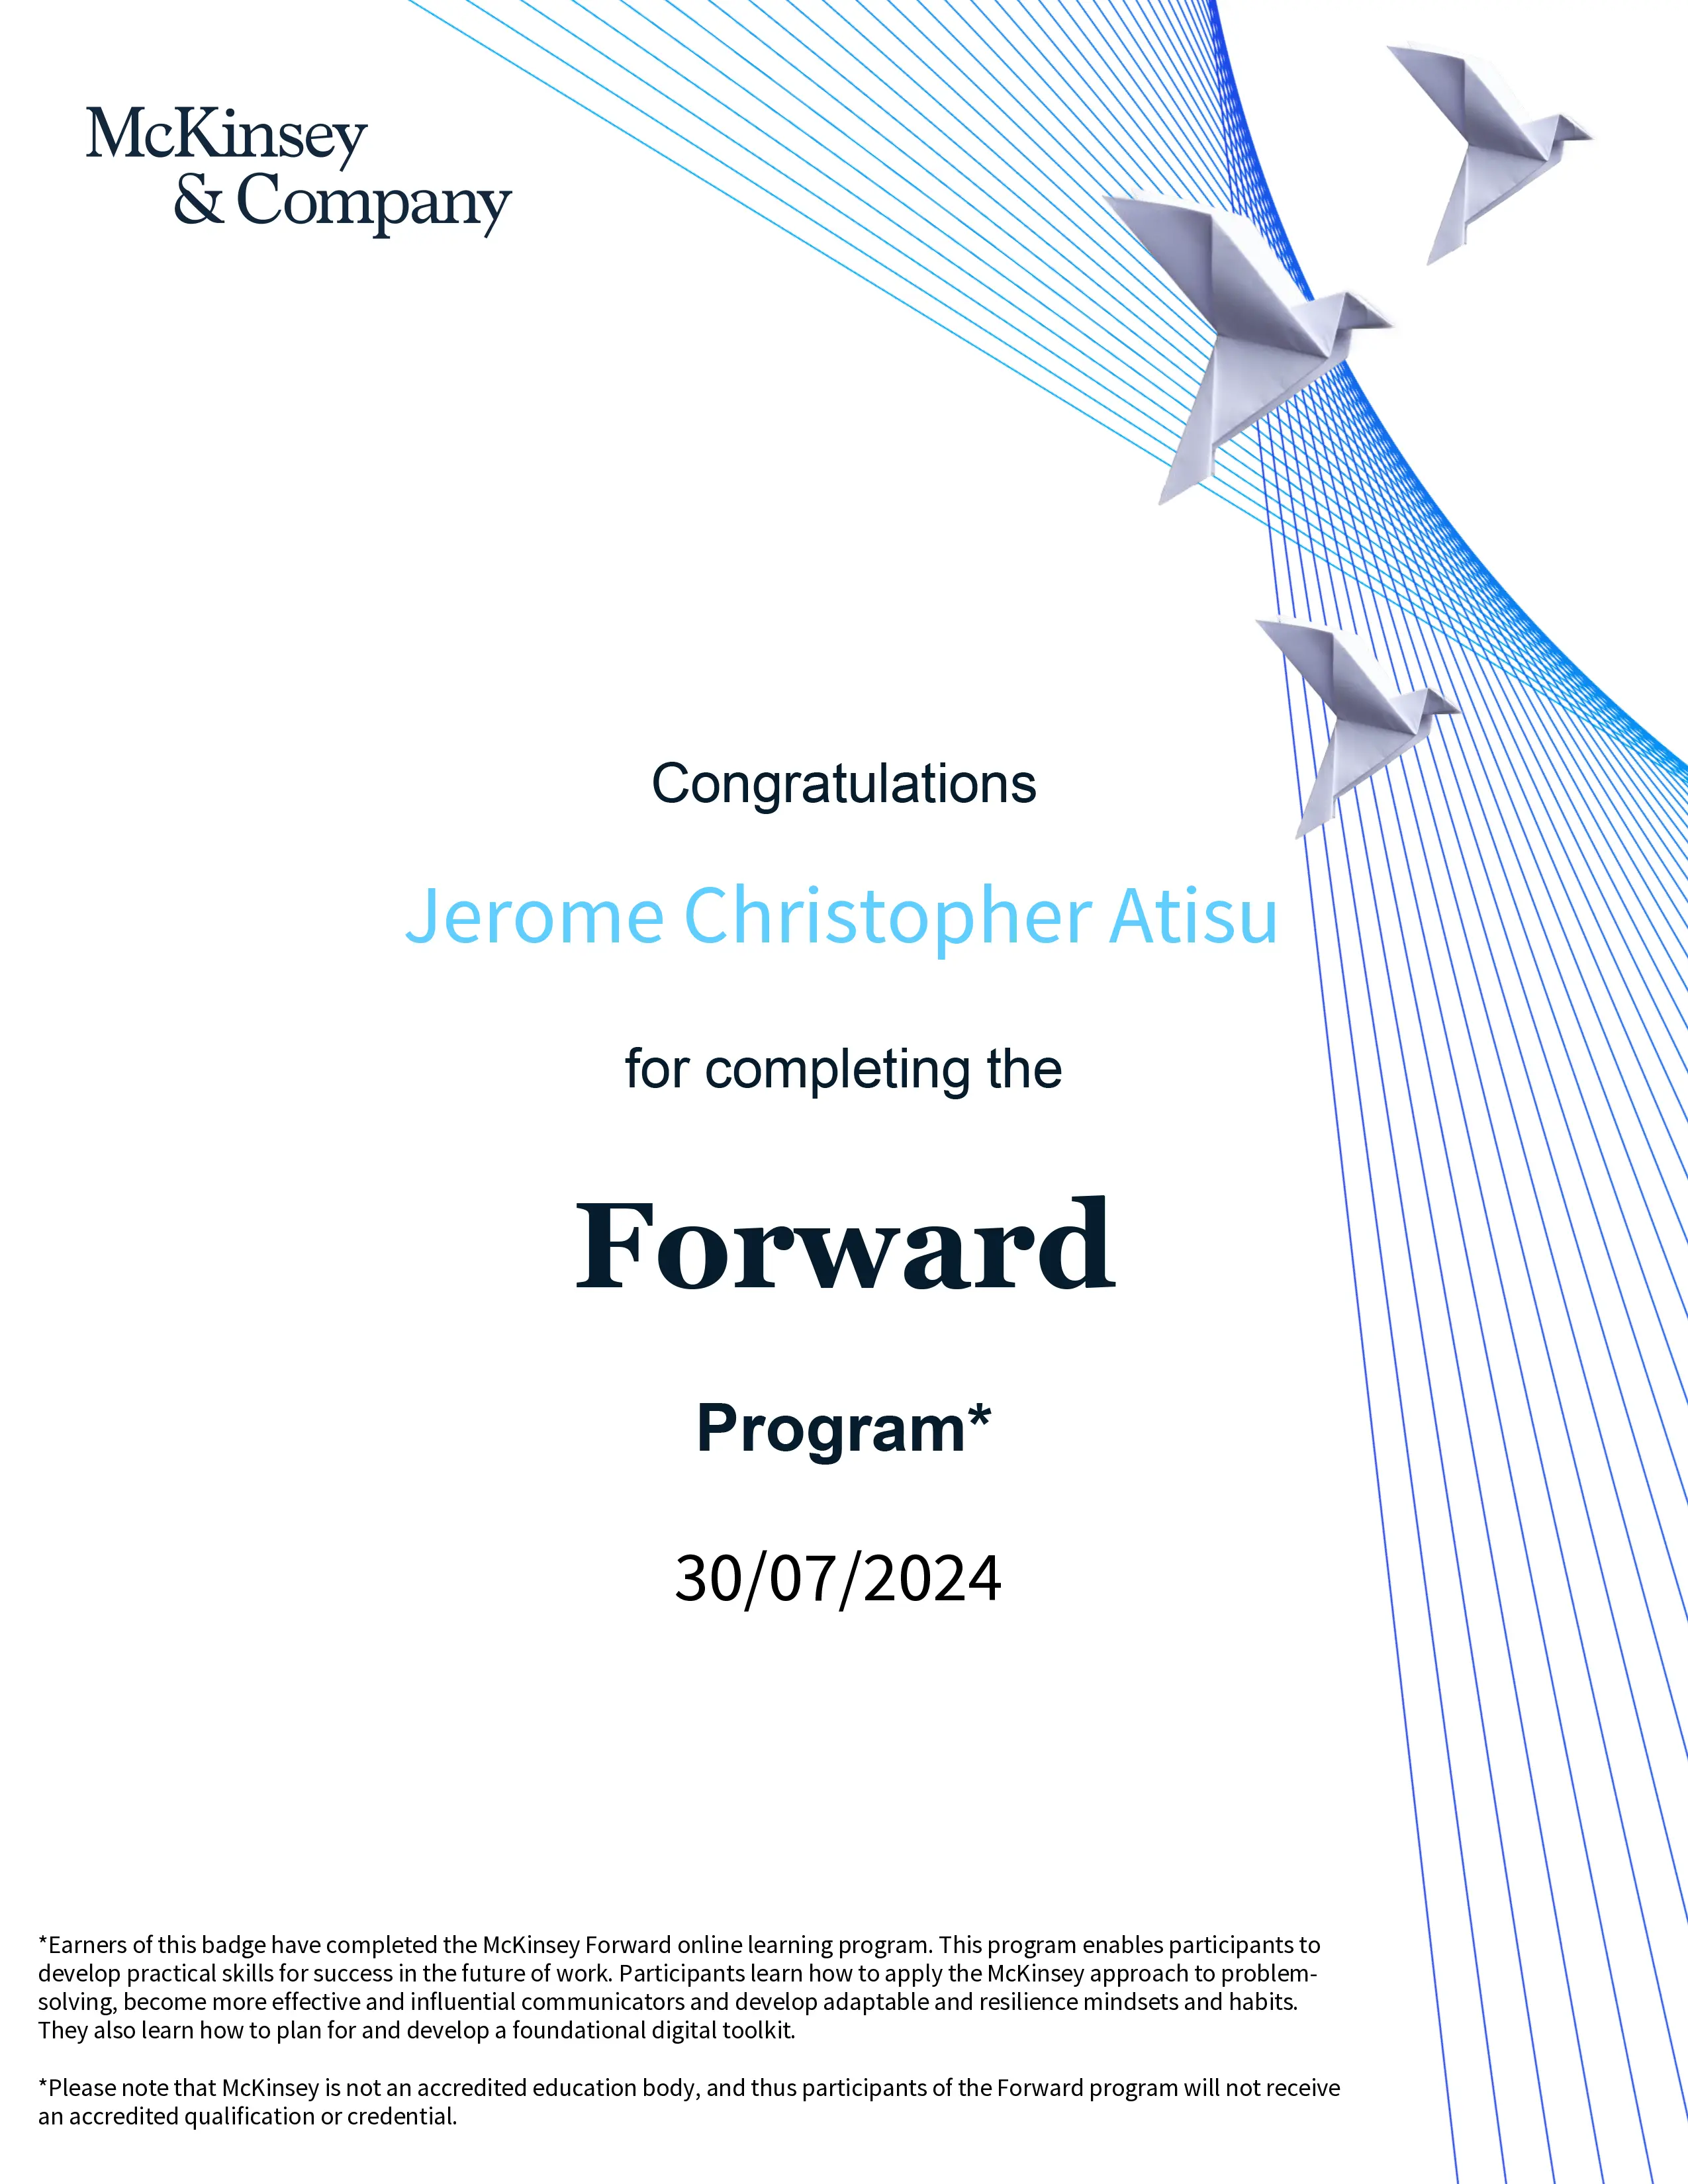 McKinsey
& Company
Congratulations
Jerome Christopher Atisu
for completing the
Forward
Program*
30/07/2024
*Earners of this badge have completed the McKinsey Forward online learning program. This program enables participants to
develop practical skills for success in the future of work. Participants learn how to apply the McKinsey approach to problem-
solving, become more effective and influential communicators and develop adaptable and resilience mindsets and habits.
They also learn how to plan for and develop a foundational digital toolkit.
*Please note that McKinsey is not an accredited education body, and thus participants of the Forward program will not receive
an accredited qualification or credential.